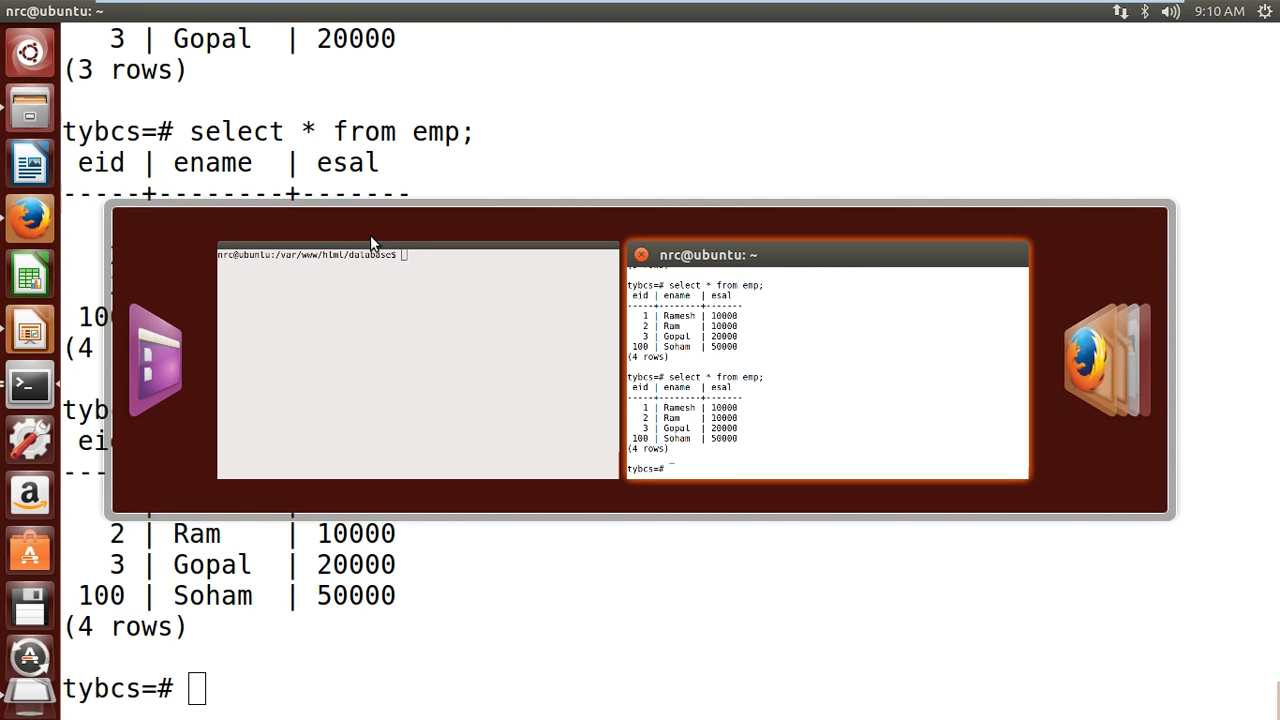 nrc@ubuntu: ~
9:10 AM
3 | Gopal | 20000
(3 rows)
tybcs=# select * from emp;
eid | ename | esal
-----+--------+-------
10
(4
tyb
ei
---
2 | Ram | 10000
3 | Gopal | 20000
100 | Soham | 50000
(4 rows)
tybcs=#
nrc@ubuntu:/var/www/html/database$
nrc@ubuntu: ~
tybcs=# select * from emp;
eid | ename | esal
-----+--------+-------
1 | Ramesh | 10000
2 | Ram | 10000
3 | Gopal | 20000
100 | Soham | 50000
(4 rows)
tybcs=# select * from emp;
eid | ename | esal
-----+--------+-------
1 | Ramesh | 10000
2 | Ram | 10000
3 | Gopal | 20000
100 | Soham | 50000
(4 rows)
tybcs=#